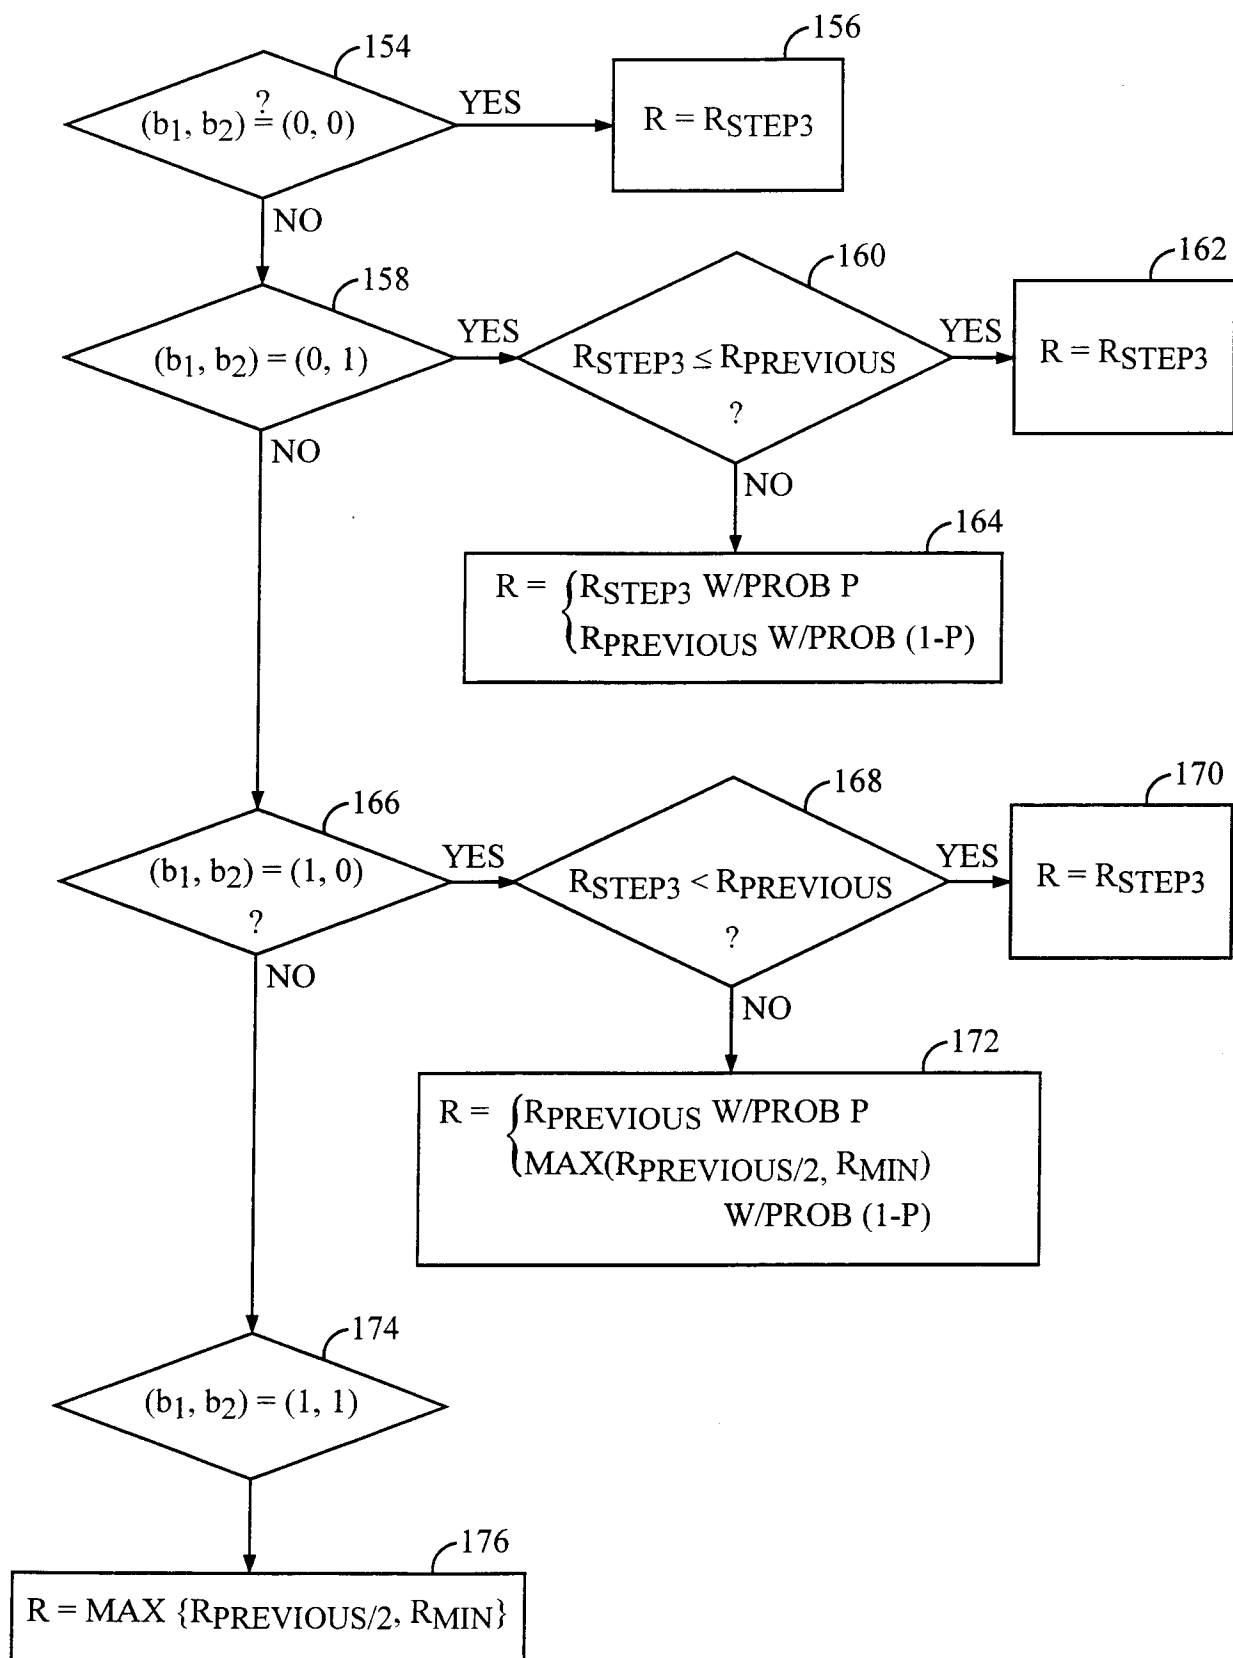 154
(b1, b2) ≟ (0, 0)
YES
156
R = RSTEP3
NO
158
(b1, b2) = (0, 1)
YES
160
RSTEP3 ≤ RPREVIOUS
?
YES
162
R = RSTEP3
NO
NO
164
R = { RSTEP3 W/PROB P
RPREVIOUS W/PROB (1-P)
166
(b1, b2) = (1, 0)
?
YES
168
RSTEP3 < RPREVIOUS
?
YES
170
R = RSTEP3
NO
NO
172
R = { RPREVIOUS W/PROB P
MAX(RPREVIOUS/2, RMIN)
W/PROB (1-P)
174
(b1, b2) = (1, 1)
176
R = MAX {RPREVIOUS/2, RMIN}